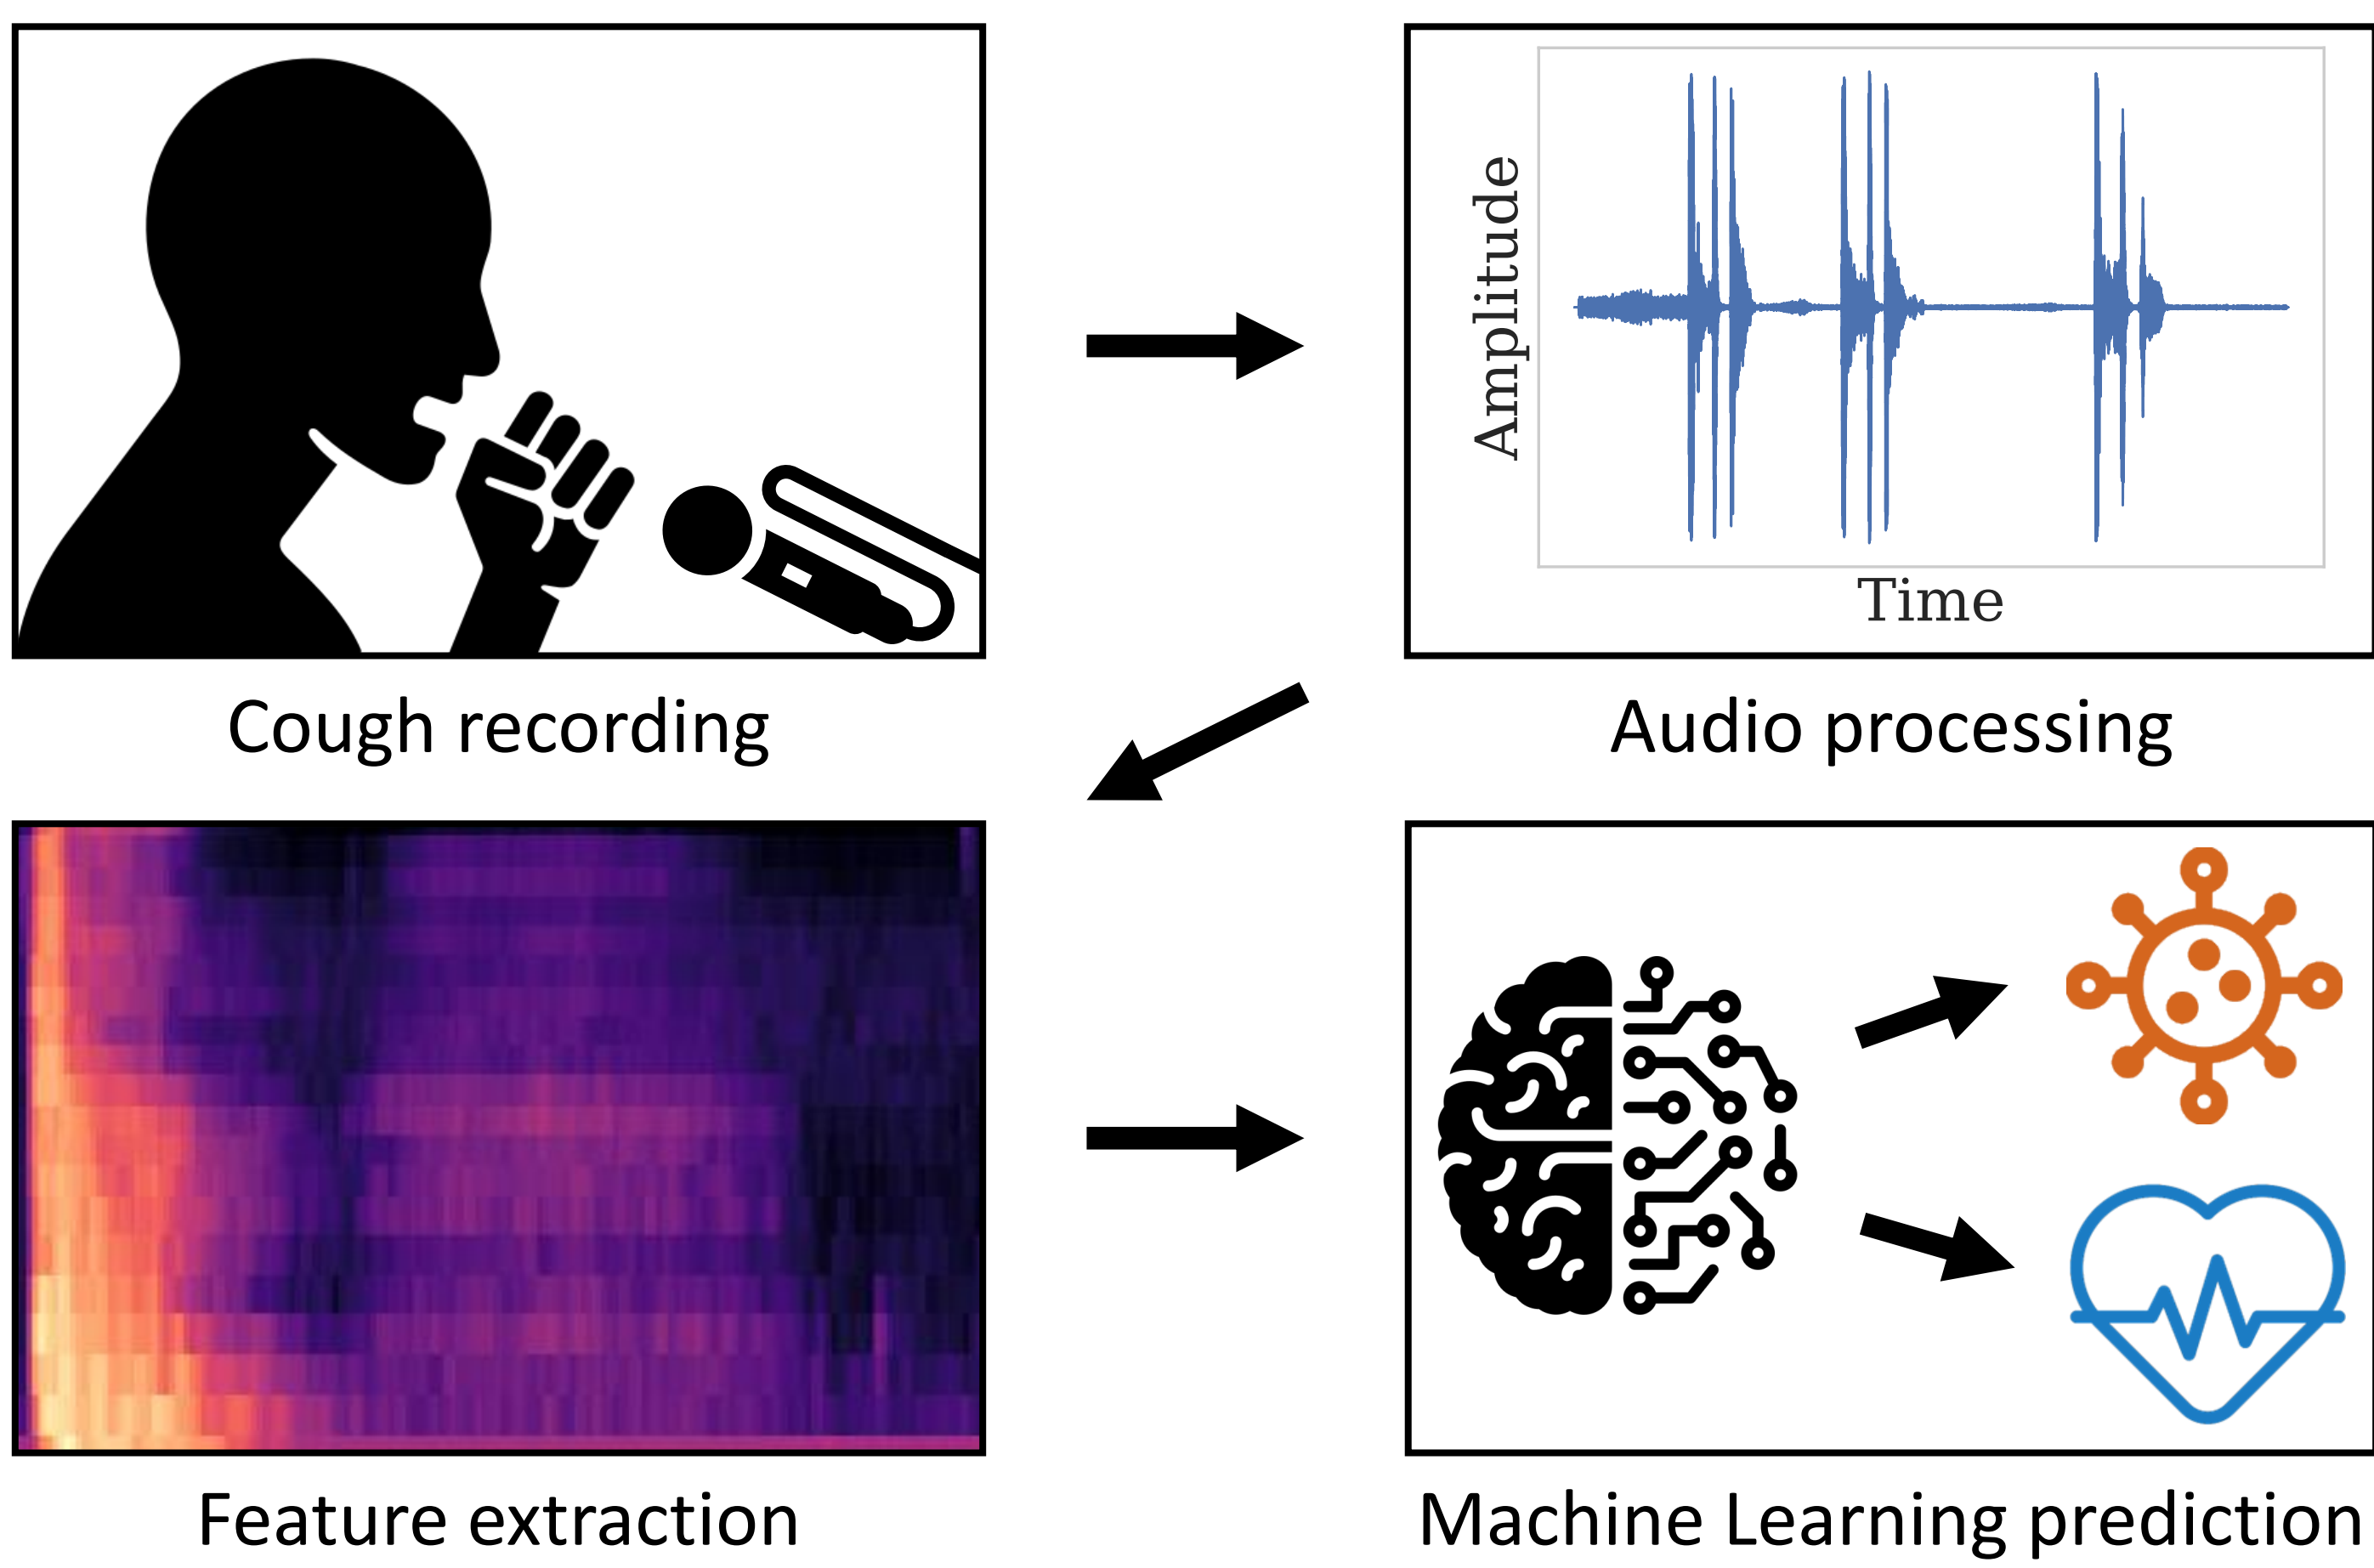 Amplitude
Time
Cough recording
Audio processing
Feature extraction
Machine Learning prediction